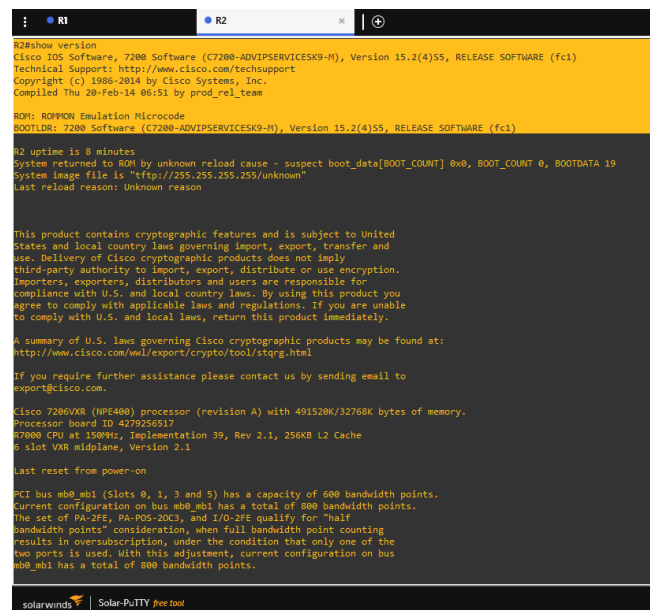 R1
R2
R2#show version
Cisco IOS Software, 7200 Software (C7200-ADVIPSERVICESK9-M), Version 15.2(4)S5, RELEASE SOFTWARE (fc1)
Technical Support: http://www.cisco.com/techsupport
Copyright (c) 1986-2014 by Cisco Systems, Inc.
Compiled Thu 20-Feb-14 06:51 by prod_rel_team
ROM: ROMMON Emulation Microcode
BOOTLDR: 7200 Software (C7200-ADVIPSERVICESK9-M), Version 15.2(4)S5, RELEASE SOFTWARE (fc1)
R2 uptime is 8 minutes
System returned to ROM by unknown reload cause - suspect boot_data[BOOT_COUNT] 0x0, BOOT_COUNT 0, BOOTDATA 19
System image file is "tftp://255.255.255.255/unknown"
Last reload reason: Unknown reason
This product contains cryptographic features and is subject to United
States and local country laws governing import, export, transfer and
use. Delivery of Cisco cryptographic products does not imply
third-party authority to import, export, distribute or use encryption.
Importers, exporters, distributors and users are responsible for
compliance with U.S. and local country laws. By using this product you
agree to comply with applicable laws and regulations. If you are unable
to comply with U.S. and local laws, return this product immediately.
A summary of U.S. laws governing Cisco cryptographic products may be found at:
http://www.cisco.com/wwl/export/crypto/tool/stqrg.html
If you require further assistance please contact us by sending email to
export@cisco.com.
Cisco 7206VXR (NPE400) processor (revision A) with 491520K/32768K bytes of memory.
Processor board ID 4279256517
R7000 CPU at 150MHz, Implementation 39, Rev 2.1, 256KB L2 Cache
6 slot VXR midplane, Version 2.1
Last reset from power-on
PCI bus mb0_mb1 (Slots 0, 1, 3 and 5) has a capacity of 600 bandwidth points.
Current configuration on bus mb0_mb1 has a total of 800 bandwidth points.
The set of PA-2FE, PA-POS-2OC3, and I/O-2FE qualify for "half
bandwidth points" consideration, when full bandwidth point counting
results in oversubscription, under the condition that only one of the
two ports is used. With this adjustment, current configuration on bus
mb0_mb1 has a total of 800 bandwidth points.
solarwinds
Solar-PuTTY free tool